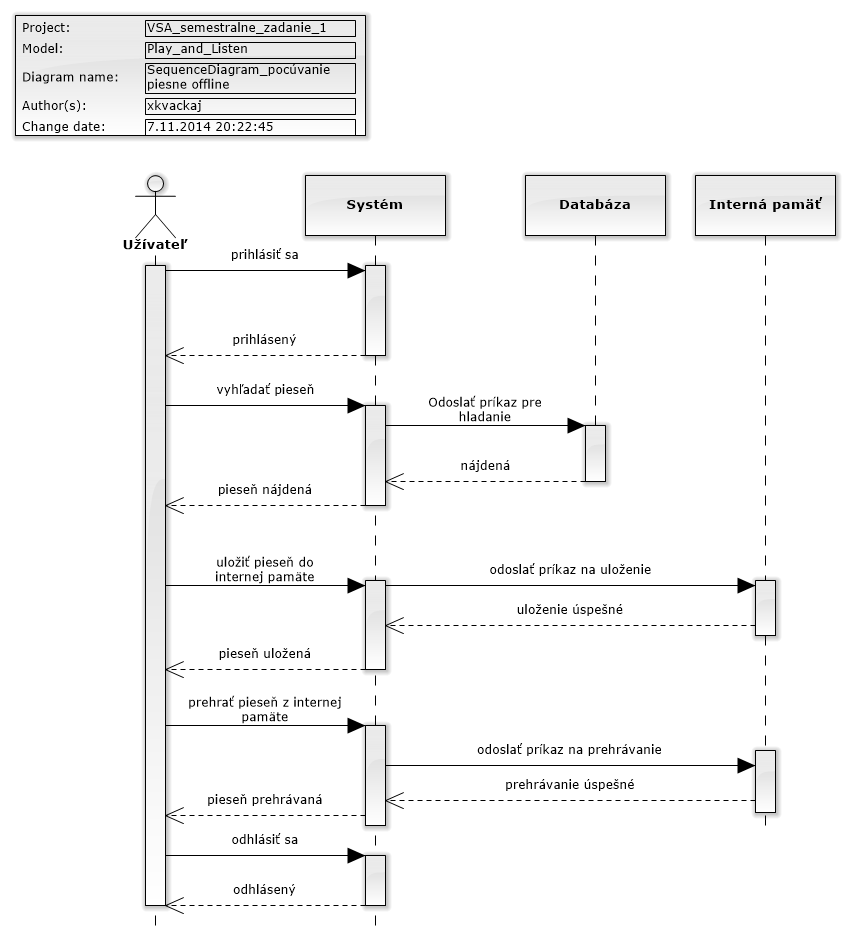 Project: VSA_semestralne_zadanie_1
Model: Play_and_Listen
Diagram name: SequenceDiagram_pocúvanie
piesne offline
Author(s): xkvackaj
Change date: 7.11.2014 20:22:45
Systém
Databáza
Interná pamäť
Užívateľ
prihlásiť sa
prihlásený
vyhľadať pieseň
Odoslať príkaz pre
hladanie
nájdená
pieseň nájdená
uložiť pieseň do
internej pamäte
odoslať príkaz na uloženie
uloženie úspešné
pieseň uložená
prehrať pieseň z internej
pamäte
odoslať príkaz na prehrávanie
prehrávanie úspešné
pieseň prehrávaná
odhlásiť sa
odhlásený